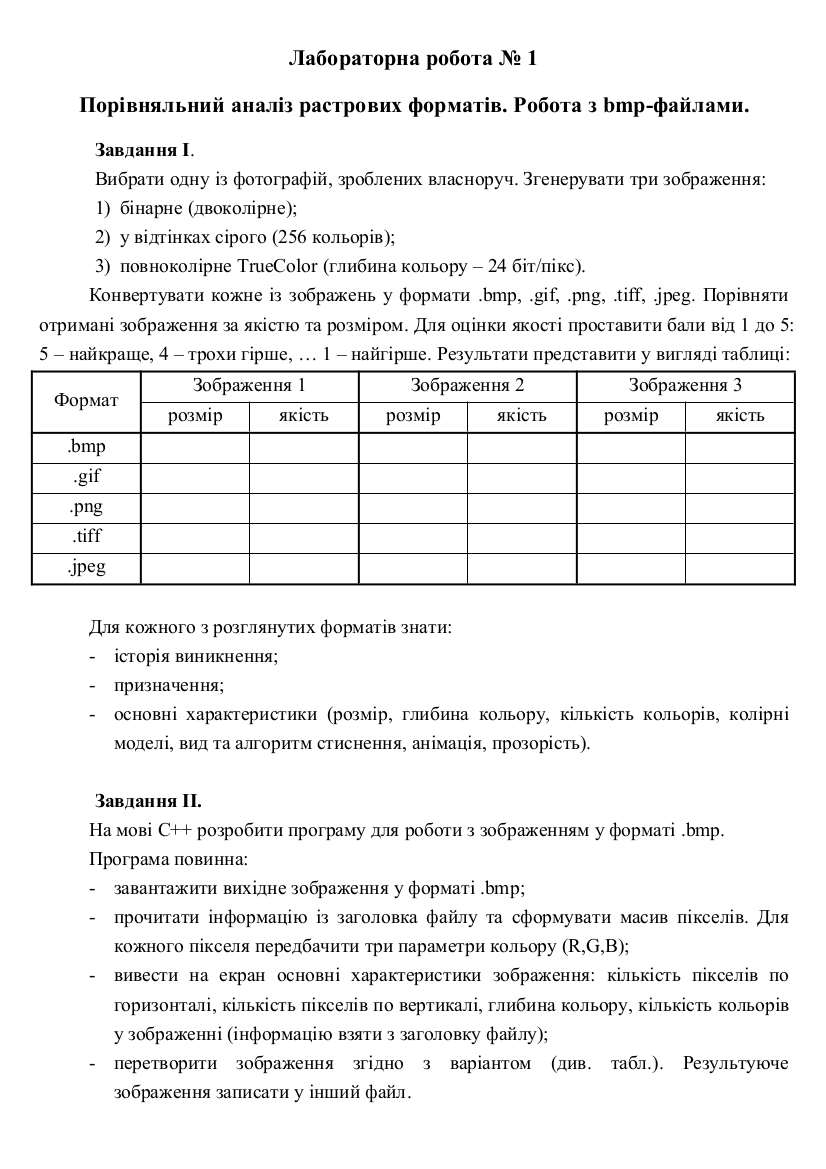 Лабораторна робота № 1
Порівняльний аналіз растрових форматів. Робота з bmp-файлами.
Завдання I.
Вибрати одну із фотографій, зроблених власноруч. Згенерувати три зображення:
1) бінарне (двоколірне);
2) у відтінках сірого (256 кольорів);
3) повноколірне TrueColor (глибина кольору – 24 біт/пікс).
Конвертувати кожне із зображень у формати .bmp, .gif, .png, .tiff, .jpeg. Порівняти
отримані зображення за якістю та розміром. Для оцінки якості проставити бали від 1 до 5:
5 – найкраще, 4 – трохи гірше, … 1 – найгірше. Результати представити у вигляді таблиці:
Формат Зображення 1 Зображення 2 Зображення 3
розмір якість розмір якість розмір якість
.bmp
.gif
.png
.tiff
.jpeg
Для кожного з розглянутих форматів знати:
- історія виникнення;
- призначення;
- основні характеристики (розмір, глибина кольору, кількість кольорів, колірні
моделі, вид та алгоритм стиснення, анімація, прозорість).
Завдання II.
На мові C++ розробити програму для роботи з зображенням у форматі .bmp.
Програма повинна:
- завантажити вихідне зображення у форматі .bmp;
- прочитати інформацію із заголовка файлу та сформувати масив пікселів. Для
кожного пікселя передбачити три параметри кольору (R,G,B);
- вивести на екран основні характеристики зображення: кількість пікселів по
горизонталі, кількість пікселів по вертикалі, глибина кольору, кількість кольорів
у зображенні (інформацію взяти з заголовку файлу);
- перетворити зображення згідно з варіантом (див. табл.). Результуюче
зображення записати у інший файл.